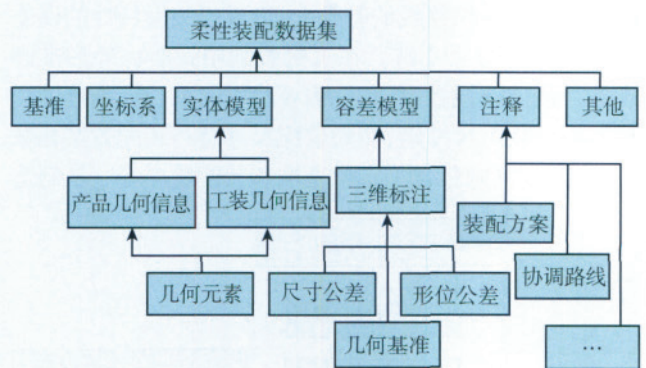 柔性装配数据集
基准
坐标系
实体模型
容差模型
注释
其他
产品几何信息
工装几何信息
三维标注
装配方案
几何元素
尺寸公差
形位公差
协调路线
几何基准
…